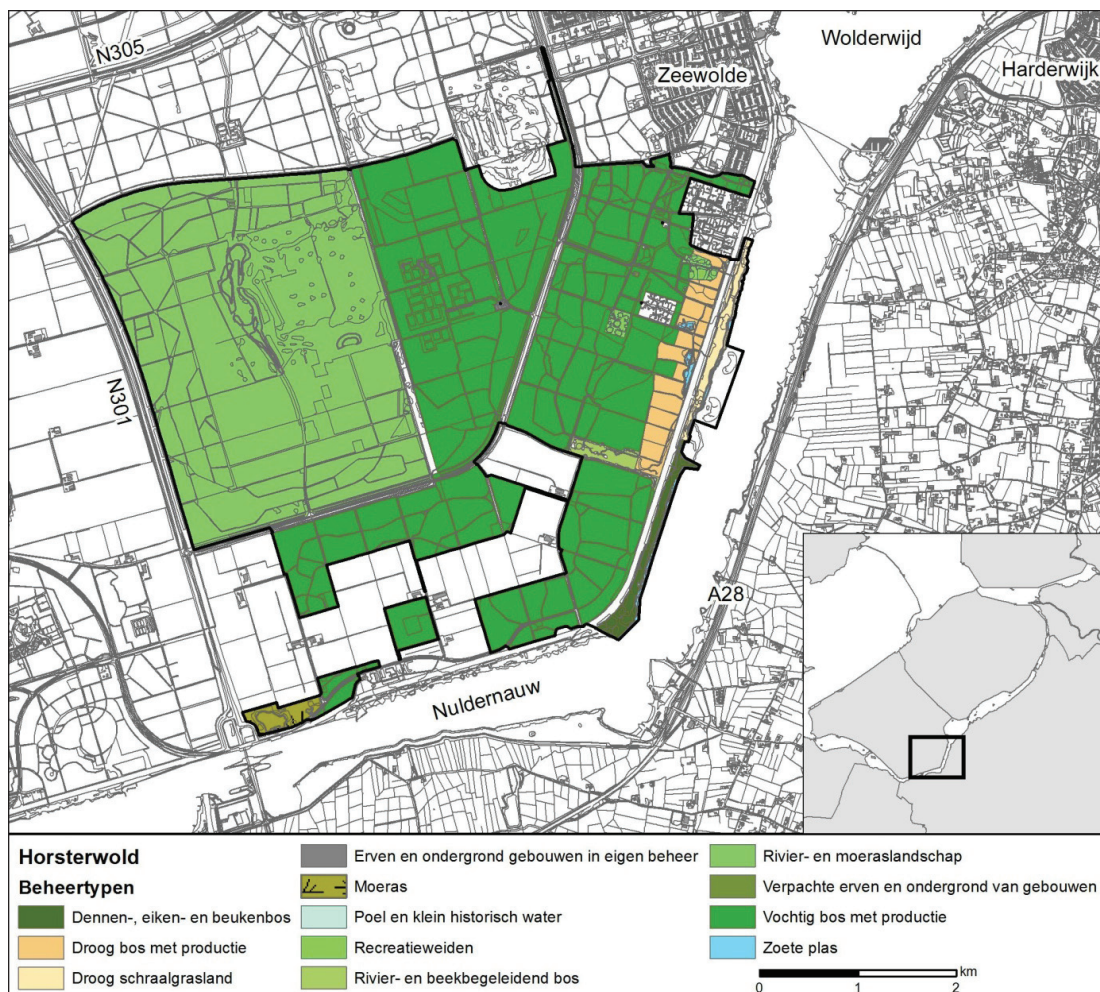 Wolderwijd
N305
Zeewolde
Harderwijk
N301
A28
Nuldernauw
Horsterwold
Beheertypen
Dennen-, eiken- en beukenbos
Droog bos met productie
Droog schraalgrasland
Erven en ondergrond gebouwen in eigen beheer
Moeras
Poel en klein historisch water
Recreatieweiden
Rivier- en beekbegeleidend bos
Rivier- en moeraslandschap
Verpachte erven en ondergrond van gebouwen
Vochtig bos met productie
Zoete plas
km
0 1 2